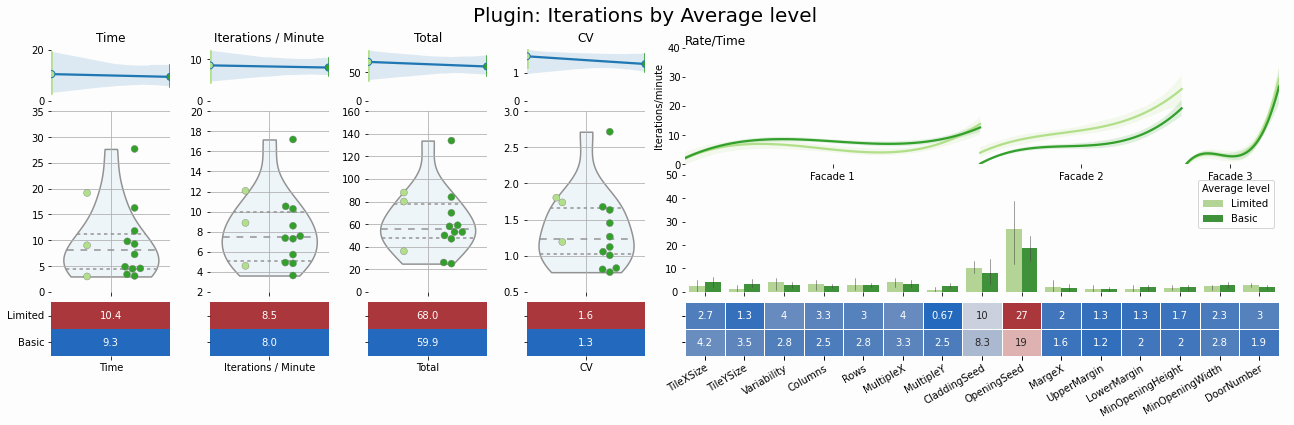 Plugin: Iterations by Average level
Time
Iterations / Minute
Total
CV
Rate/Time
20
0
10
0
50
0
1
0
40
30
20
10
0
Iterations/minute
Facade 1
Facade 2
Facade 3
35
30
25
20
15
10
5
0
20
18
16
14
12
10
8
6
4
2
160
140
120
100
80
60
40
20
0
3.0
2.5
2.0
1.5
1.0
0.5
50
40
30
20
10
0
Average level
Limited
Basic
Limited
10.4
8.5
68.0
1.6
2.7 1.3 4 3.3 3 4 0.67 10 27 2 1.3 1.3 1.7 2.3 3
Basic
9.3
8.0
59.9
1.3
4.2 3.5 2.8 2.5 2.8 3.3 2.5 8.3 19 1.6 1.2 2 2 2.8 1.9
Time
Iterations / Minute
Total
CV
TileXSize
TileYSize
Variability
Columns
Rows
MultipleX
MultipleY
CladdingSeed
OpeningSeed
MargeX
UpperMargin
LowerMargin
MinOpeningHeight
MinOpeningWidth
DoorNumber